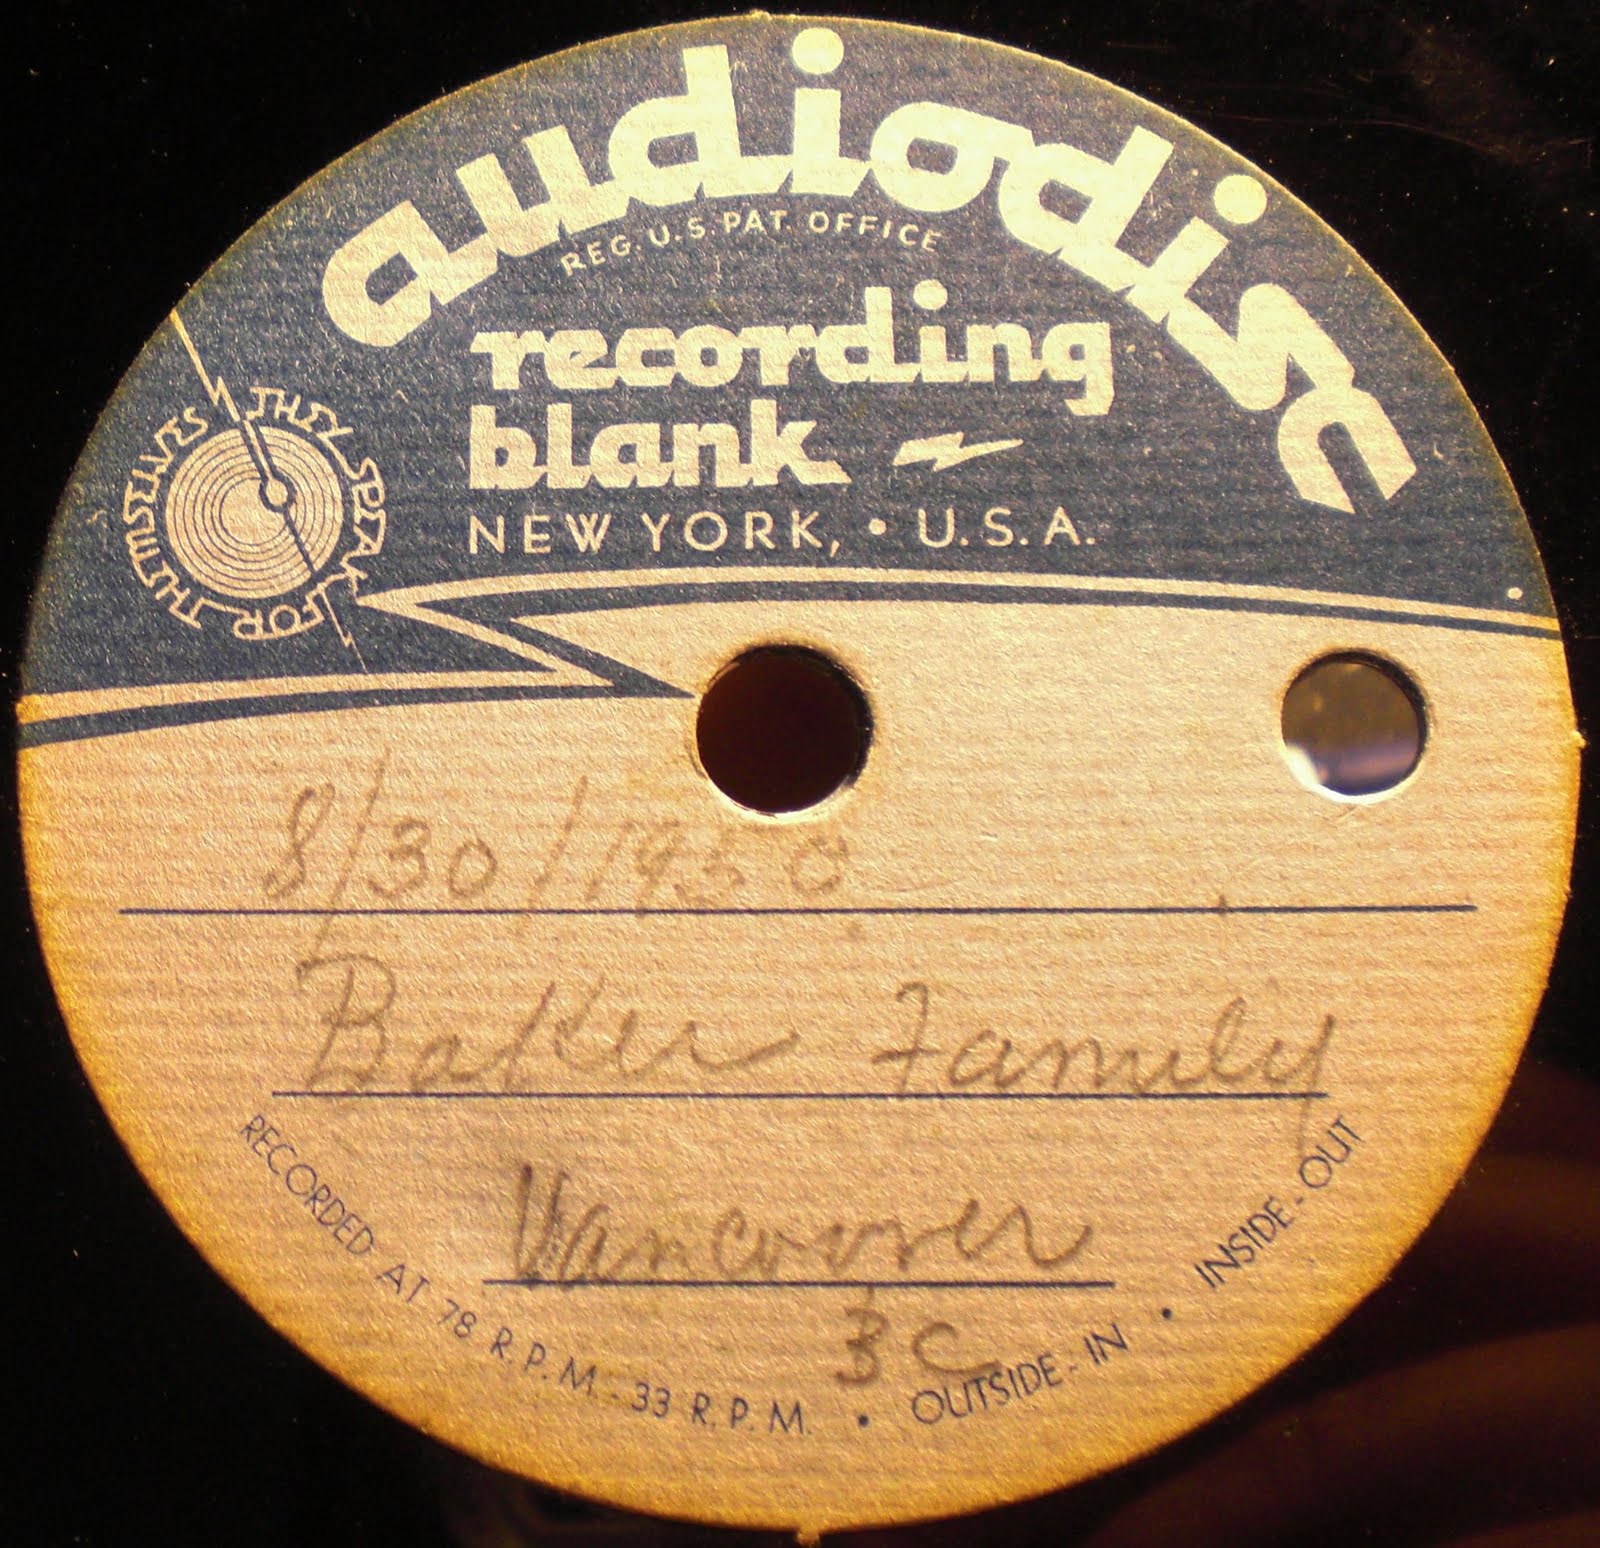 audiodisc
REG. U.S. PAT. OFFICE
recording
blank
NEW YORK, • U.S.A.
THEY SPEAK FOR THEMSELVES
8/30/1950
Baker Family
Vancouver
BC
RECORDED AT 78 R.P.M. - 33 R.P.M. • OUTSIDE-IN • INSIDE-OUT